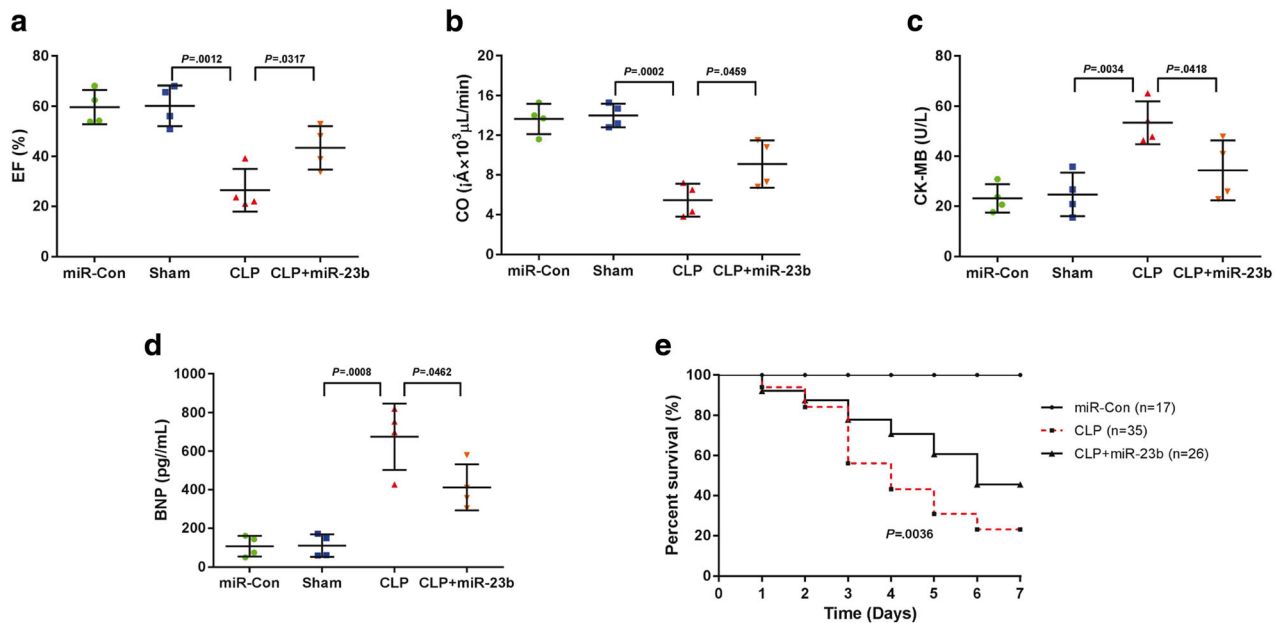 a
EF (%)
80
60
40
20
0
P=.0012
P=.0317
miR-Con Sham CLP CLP+miR-23b
b
CO (¡Á×10³μL/min)
20
16
12
8
4
0
P=.0002
P=.0459
miR-Con Sham CLP CLP+miR-23b
c
CK-MB (U/L)
80
60
40
20
0
P=.0034
P=.0418
miR-Con Sham CLP CLP+miR-23b
d
BNP (pg//mL)
1000
800
600
400
200
0
P=.0008
P=.0462
miR-Con Sham CLP CLP+miR-23b
e
Percent survival (%)
100
80
60
40
20
0
P=.0036
0 1 2 3 4 5 6 7
Time (Days)
miR-Con (n=17)
CLP (n=35)
CLP+miR-23b (n=26)